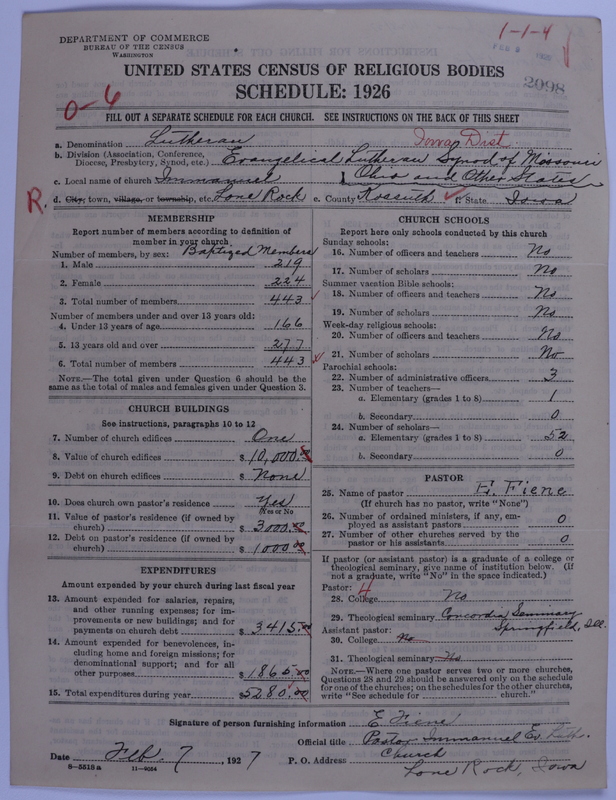 DEPARTMENT OF COMMERCE
BUREAU OF THE CENSUS
WASHINGTON
1-1-4
2098
UNITED STATES CENSUS OF RELIGIOUS BODIES
SCHEDULE: 1926
0-6
FILL OUT A SEPARATE SCHEDULE FOR EACH CHURCH. SEE INSTRUCTIONS ON THE BACK OF THIS SHEET
a. Denomination Lutheran Iowa Dist
b. Division (Association, Conference, Diocese, Presbytery, Synod, etc.) Evangelical Lutheran Synod of Missouri
c. Local name of church Immanuel Ohio and Other States
R. d. City, town, village, or township, etc. Lone Rock e. County Kossuth f. State Iowa
MEMBERSHIP
Report number of members according to definition of
member in your church
Number of members, by sex: Baptized Members
1. Male 219
2. Female 224
3. Total number of members 443
Number of members under and over 13 years old:
4. Under 13 years of age 166
5. 13 years old and over 277
6. Total number of members 443
NOTE.—The total given under Question 6 should be
same as the total of males and females given under Question 3.
CHURCH BUILDINGS
See instructions, paragraphs 10 to 12
7. Number of church edifices One
8. Value of church edifices $ 10,000.00
9. Debt on church edifices $ None
10. Does church own pastor's residence Yes
(Yes or No
11. Value of pastor's residence (if owned by
church) $ 3000.00
12. Debt on pastor's residence (if owned by
church) $ 1000.00
EXPENDITURES
Amount expended by your church during last fiscal year
13. Amount expended for salaries, repairs,
and other running expenses; for im-
provements or new buildings; and for
payments on church debt $ 3415.00
14. Amount expended for benevolences, in-
cluding home and foreign missions; for
denominational support; and for all
other purposes $ 1865.00
15. Total expenditures during year $ 5280.00
CHURCH SCHOOLS
Report here only schools conducted by this church
Sunday schools:
16. Number of officers and teachers No
17. Number of scholars No
Summer vacation Bible schools:
18. Number of officers and teachers No
19. Number of scholars No
Week-day religious schools:
20. Number of officers and teachers No
21. Number of scholars No
Parochial schools:
22. Number of administrative officers 3
23. Number of teachers—
a. Elementary (grades 1 to 8) 1
b. Secondary 0
24. Number of scholars—
a. Elementary (grades 1 to 8) 52
b. Secondary 0
PASTOR
25. Name of pastor E. Fiene
(If church has no pastor, write "None")
26. Number of ordained ministers, if any, em-
ployed as assistant pastors 0
27. Number of other churches served by the
pastor or his assistants 0
If pastor (or assistant pastor) is a graduate of a college or
theological seminary, give name of institution below. (If
not a graduate, write "No" in the space indicated.)
Pastor: 4
28. College No
29. Theological seminary Concordia Seminary
Springfield, Ill.
Assistant pastor:
30. College No
31. Theological seminary No
NOTE.—Where one pastor serves two or more churches,
Questions 28 and 29 should be answered only on the schedule
for one of the churches; on the schedules for the other churches,
write "See schedule for church."
Signature of person furnishing information E. Fiene
Official title Pastor Immanuel Ev. Luth.
Church
Date Feb. 7, 1927 P. O. Address Lone Rock, Iowa
8-5518a 11-9054